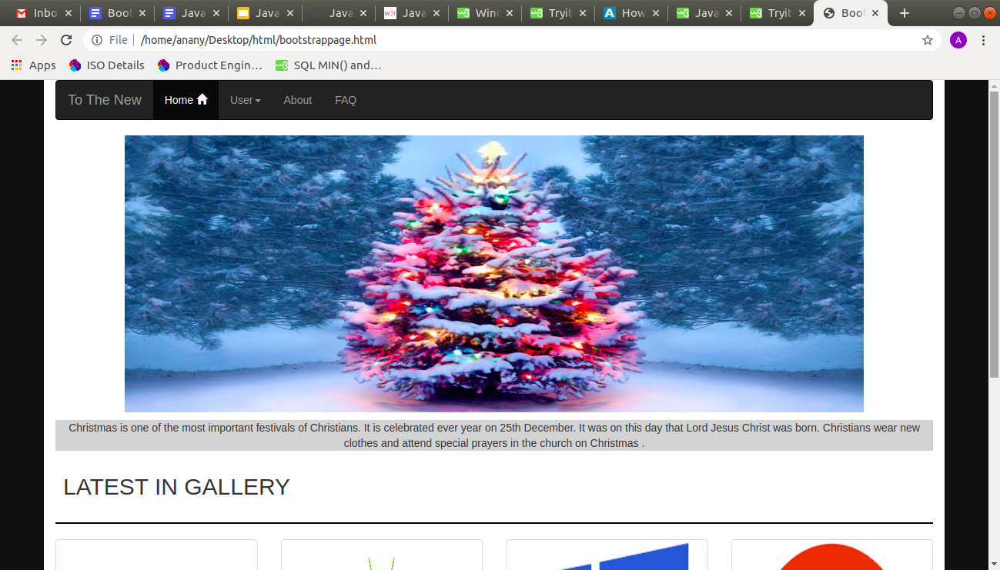 Inbo Boot Java Java Java Java Wind Tryit How Java Tryit Boot
File /home/anany/Desktop/html/bootstrappage.html A
Apps ISO Details Product Engin… SQL MIN() and…
To The New Home User About FAQ
Christmas is one of the most important festivals of Christians. It is celebrated ever year on 25th December. It was on this day that Lord Jesus Christ was born. Christians wear new
clothes and attend special prayers in the church on Christmas .
LATEST IN GALLERY